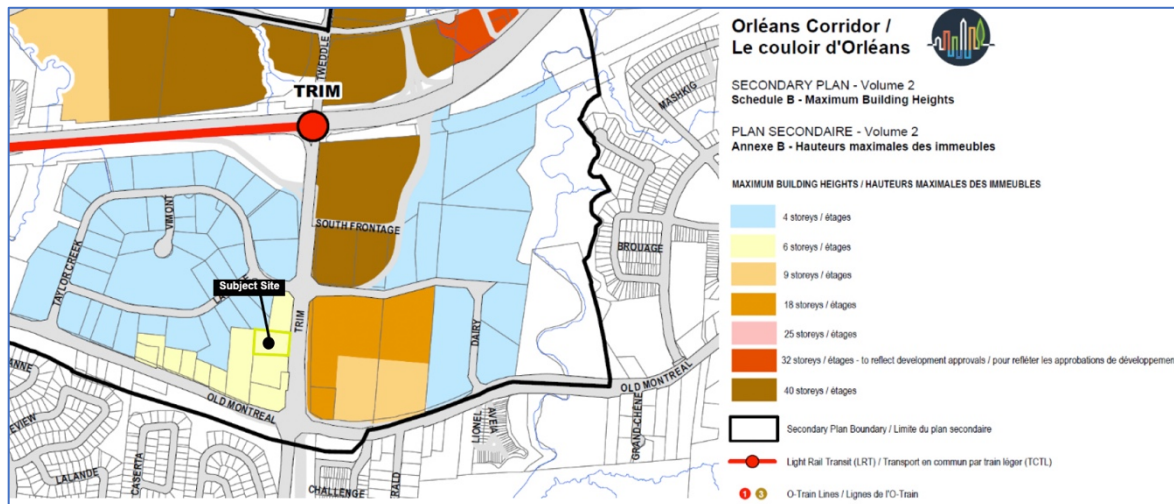 TWEDDLE
TRIM
MASHKIG
VIMONT
SOUTH FRONTAGE
BROUAGE
TAYLOR CREEK
Subject Site
TRIM
DAIRY
OLD MONTREAL
OLD MONTREAL
LIONEL
AVEIA
GRAND-CHÊNE
CASERTA
LALANDE
CHALLENGE
Orléans Corridor /
Le couloir d'Orléans
SECONDARY PLAN - Volume 2
Schedule B - Maximum Building Heights
PLAN SECONDAIRE - Volume 2
Annexe B - Hauteurs maximales des immeubles
MAXIMUM BUILDING HEIGHTS / HAUTEURS MAXIMALES DES IMMEUBLES
4 storeys / étages
6 storeys / étages
9 storeys / étages
18 storeys / étages
25 storeys / étages
32 storeys / étages - to reflect development approvals / pour refléter les approbations de développement
40 storeys / étages
Secondary Plan Boundary / Limite du plan secondaire
Light Rail Transit (LRT) / Transport en commun par train léger (TCTL)
1 3 O-Train Lines / Lignes de l'O-Train